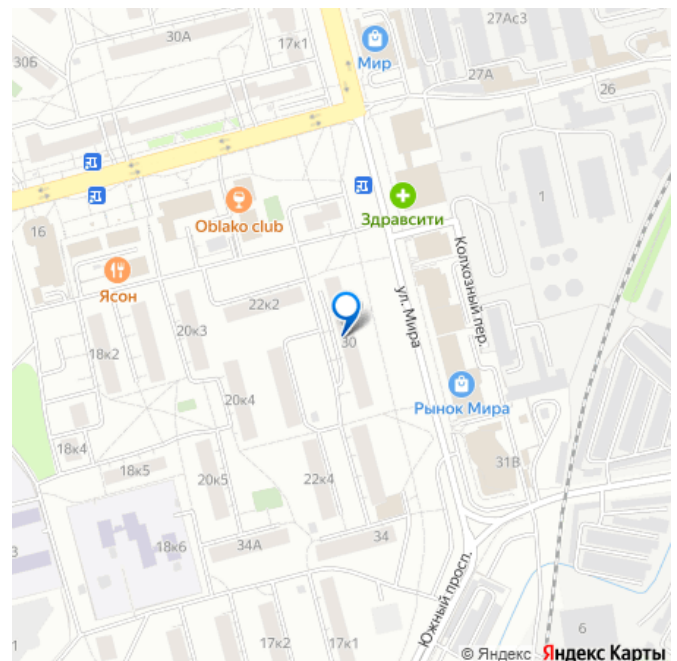 27Ас3
30А
17к1
30Б
Мир
27А
26
1
Oblako club
Здравсити
16
Колхозный пер.
Ясон
22к2
ул. Мира
20к3
30
18к2
20к4
Рынок Мира
18к4
31В
18к5
20к5
22к4
34
3
18к6
34А
Южный просп.
1
17к2
17к1
6
© Яндекс Яндекс Карты